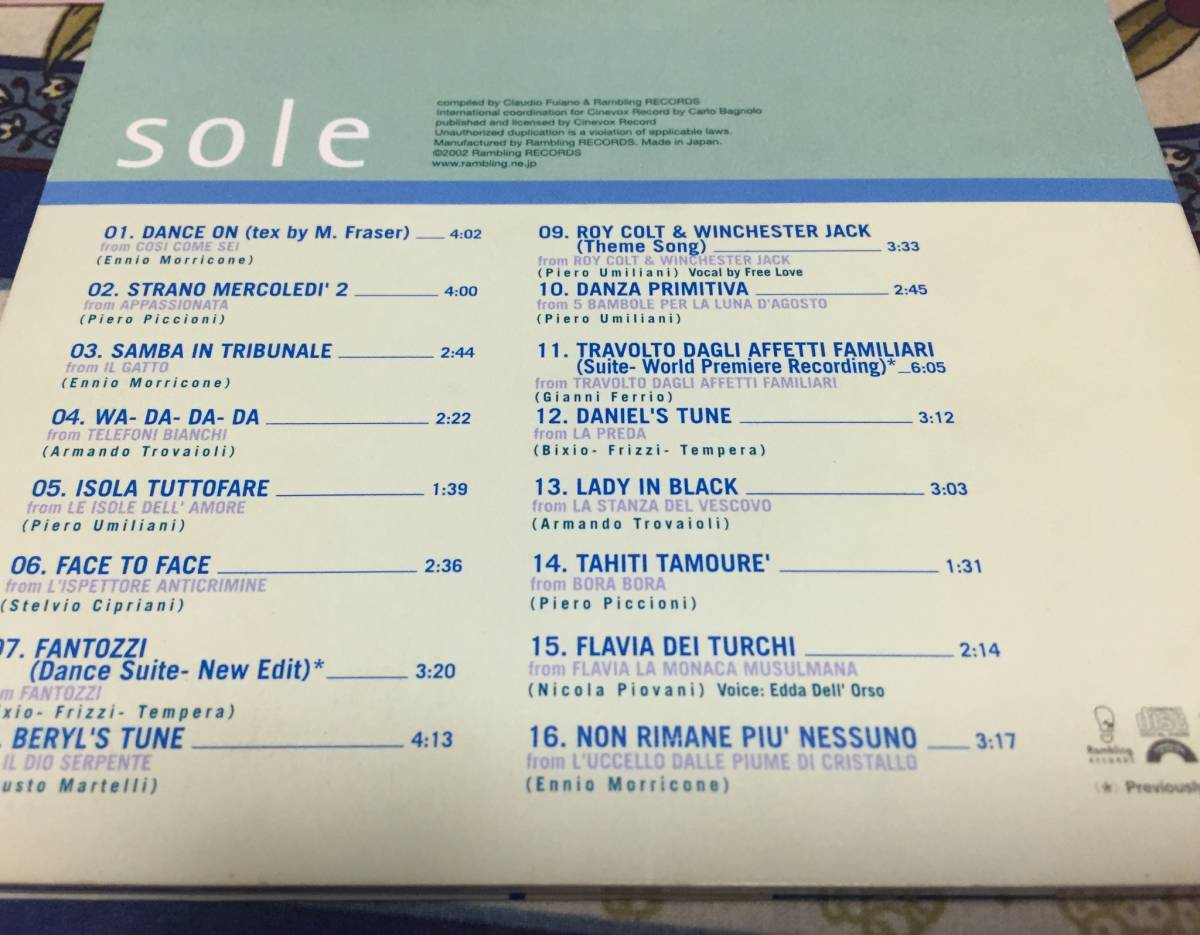 sole
compiled by Claudio Fuiano & Rambling RECORDS
International coordination for Cinevox Record by Carlo Bagnolo
published and licensed by Cinevox Record
Unauthorized duplication is a violation of applicable laws.
Manufactured by Rambling RECORDS. Made in Japan.
©2002 Rambling RECORDS
www.rambling.ne.jp
01. DANCE ON (tex by M. Fraser) 4:02
from COSI COME SEI
(Ennio Morricone)
02. STRANO MERCOLEDI' 2 4:00
from APPASSIONATA
(Piero Piccioni)
03. SAMBA IN TRIBUNALE 2:44
from IL GATTO
(Ennio Morricone)
04. WA- DA- DA- DA 2:22
from TELEFONI BIANCHI
(Armando Trovaioli)
05. ISOLA TUTTOFARE 1:39
from LE ISOLE DELL' AMORE
(Piero Umiliani)
06. FACE TO FACE 2:36
from L'ISPETTORE ANTICRIMINE
(Stelvio Cipriani)
07. FANTOZZI
(Dance Suite- New Edit)* 3:20
m FANTOZZI
ixio- Frizzi- Tempera)
. BERYL'S TUNE 4:13
IL DIO SERPENTE
usto Martelli)
09. ROY COLT & WINCHESTER JACK
(Theme Song) 3:33
from ROY COLT & WINCHESTER JACK
(Piero Umiliani) Vocal by Free Love
10. DANZA PRIMITIVA 2:45
from 5 BAMBOLE PER LA LUNA D'AGOSTO
(Piero Umiliani)
11. TRAVOLTO DAGLI AFFETTI FAMILIARI
(Suite- World Premiere Recording)* 6:05
from TRAVOLTO DAGLI AFFETTI FAMILIARI
(Gianni Ferrio)
12. DANIEL'S TUNE 3:12
from LA PREDA
(Bixio- Frizzi- Tempera)
13. LADY IN BLACK 3:03
from LA STANZA DEL VESCOVO
(Armando Trovaioli)
14. TAHITI TAMOURE' 1:31
from BORA BORA
(Piero Piccioni)
15. FLAVIA DEI TURCHI 2:14
from FLAVIA LA MONACA MUSULMANA
(Nicola Piovani) Voice: Edda Dell' Orso
16. NON RIMANE PIU' NESSUNO 3:17
from L'UCCELLO DALLE PIUME DI CRISTALLO
(Ennio Morricone)
Rambling
RECORDS
(*) Previously